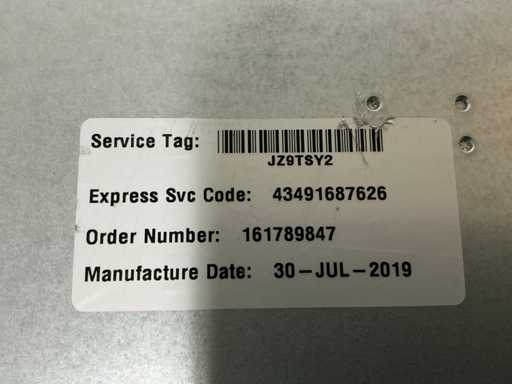 Service Tag:
JZ9TSY2
Express Svc Code: 43491687626
Order Number: 161789847
Manufacture Date: 30-JUL-2019